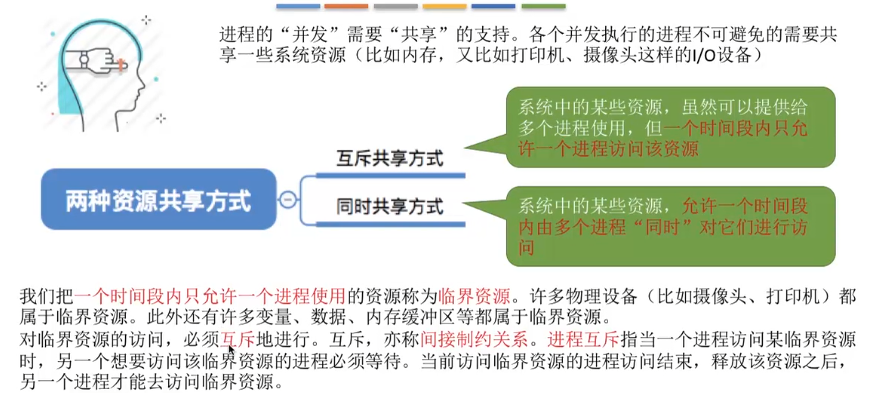 进程的“并发”需要“共享”的支持。各个并发执行的进程不可避免的需要共
享一些系统资源（比如内存，又比如打印机、摄像头这样的I/O设备）
系统中的某些资源，虽然可以提供给
多个进程使用，但一个时间段内只允
许一个进程访问该资源
互斥共享方式
两种资源共享方式
同时共享方式
系统中的某些资源，允许一个时间段
内由多个进程“同时”对它们进行访
问
我们把一个时间段内只允许一个进程使用的资源称为临界资源。许多物理设备（比如摄像头、打印机）都
属于临界资源。此外还有许多变量、数据、内存缓冲区等都属于临界资源。
对临界资源的访问，必须互斥地进行。互斥，亦称间接制约关系。进程互斥指当一个进程访问某临界资源
时，另一个想要访问该临界资源的进程必须等待。当前访问临界资源的进程访问结束，释放该资源之后，
另一个进程才能去访问临界资源。